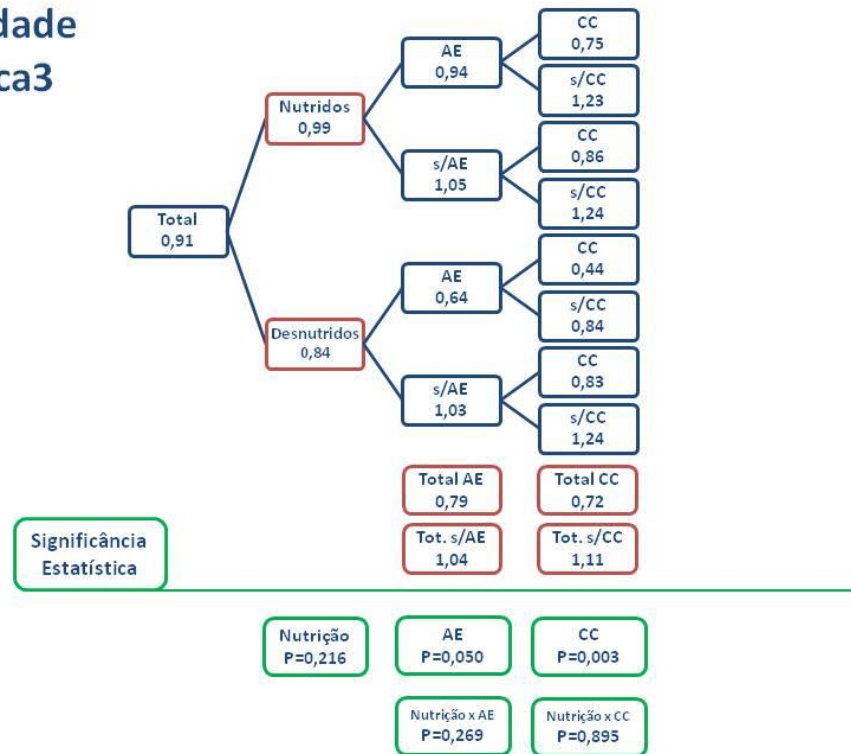 dade
ca3
Total
0,91
Nutridos
0,99
AE
0,94
CC
0,75
s/CC
1,23
s/AE
1,05
CC
0,86
s/CC
1,24
Desnutridos
0,84
AE
0,64
CC
0,44
s/CC
0,84
s/AE
1,03
CC
0,83
s/CC
1,24
Total AE
0,79
Total CC
0,72
Tot. s/AE
1,04
Tot. s/CC
1,11
Significância
Estatística
Nutrição
P=0,216
AE
P=0,050
CC
P=0,003
Nutrição x AE
P=0,269
Nutrição x CC
P=0,895